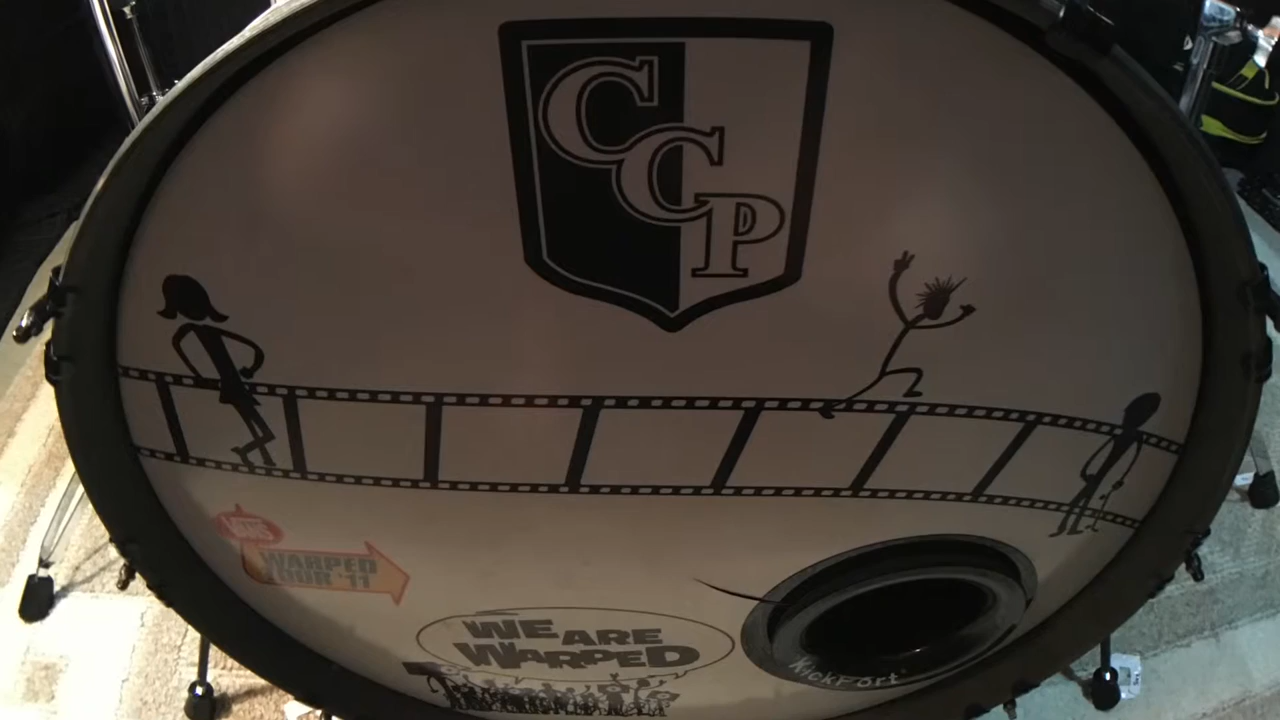 CCP
VANS
WARPED
TOUR '11
WE ARE
WARPED
KickPort